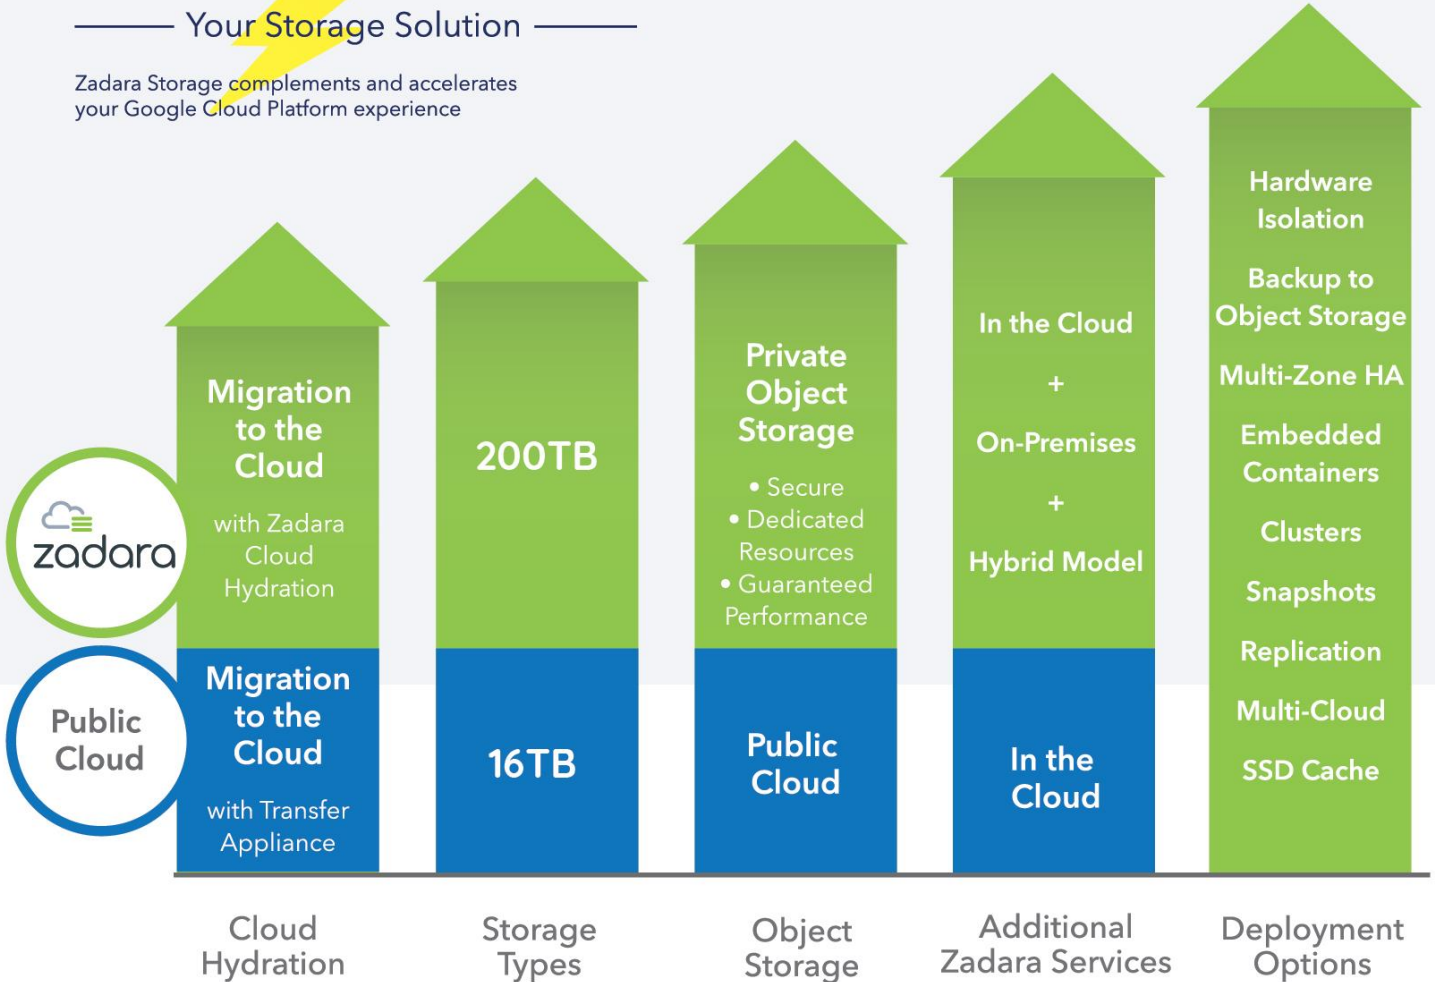 Your Storage Solution
Zadara Storage complements and accelerates
your Google Cloud Platform experience
zadara
Public
Cloud
Migration
to the
Cloud
with Zadara
Cloud
Hydration
Migration
to the
Cloud
with Transfer
Appliance
Cloud
Hydration
200TB
16TB
Storage
Types
Private
Object
Storage
• Secure
• Dedicated
Resources
• Guaranteed
Performance
Public
Cloud
Object
Storage
In the Cloud
+
On-Premises
+
Hybrid Model
In the
Cloud
Additional
Zadara Services
Hardware
Isolation
Backup to
Object Storage
Multi-Zone HA
Embedded
Containers
Clusters
Snapshots
Replication
Multi-Cloud
SSD Cache
Deployment
Options